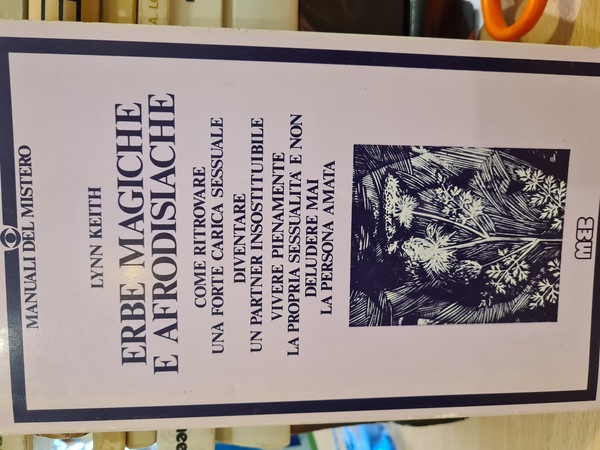 MANUALI DEL MISTERO
LYNN KEITH
ERBE MAGICHE
E AFRODISIACHE
COME RITROVARE
UNA FORTE CARICA SESSUALE
DIVENTARE
UN PARTNER INSOSTITUIBILE
VIVERE PIENAMENTE
LA PROPRIA SESSUALITÀ E NON
DELUDERE MAI
LA PERSONA AMATA
MEB